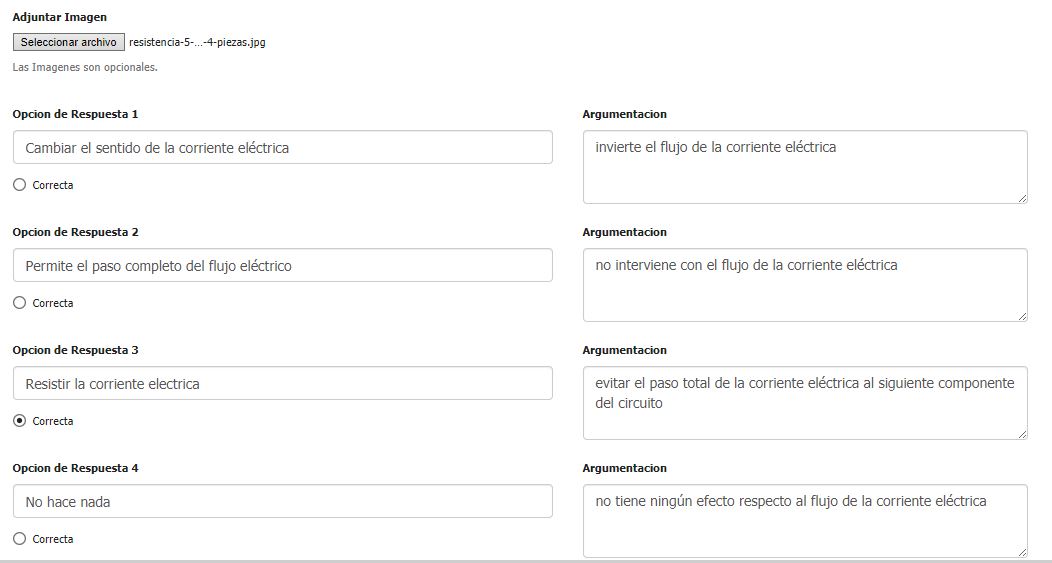 Adjuntar Imagen
Seleccionar archivo resistencia-5-...-4-piezas.jpg
Las Imagenes son opcionales.
Opcion de Respuesta 1
Argumentacion
Cambiar el sentido de la corriente eléctrica
invierte el flujo de la corriente eléctrica
Correcta
Opcion de Respuesta 2
Argumentacion
Permite el paso completo del flujo eléctrico
no interviene con el flujo de la corriente eléctrica
Correcta
Opcion de Respuesta 3
Argumentacion
Resistir la corriente electrica
evitar el paso total de la corriente eléctrica al siguiente componente
del circuito
Correcta
Opcion de Respuesta 4
Argumentacion
No hace nada
no tiene ningún efecto respecto al flujo de la corriente eléctrica
Correcta